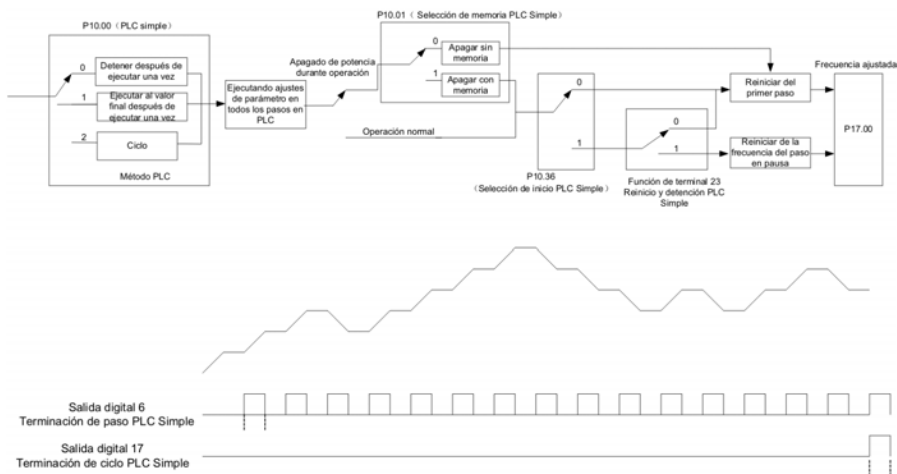 P10.00（PLC simple）
0
Detener después de
ejecutar una vez
1
Ejecutar al valor
final después de
ejecutar una vez
2
Ciclo
Método PLC
Ejecutando ajustes
de parámetro en
todos los pasos en
PLC
Apagado de potencia
durante operación
Operación normal
P10.01（ Selección de memoria PLC Simple）
0
Apagar sin
memoria
1
Apagar con
memoria
0
1
P10.36
（Selección de inicio PLC Simple）
0
1
Función de terminal 23
Reinicio y detención PLC
Simple
Reiniciar del
primer paso
Reiniciar de la
frecuencia del paso
en pausa
Frecuencia ajustada
P17.00
Salida digital 6
Terminación de paso PLC Simple
Salida digital 17
Terminación de ciclo PLC Simple